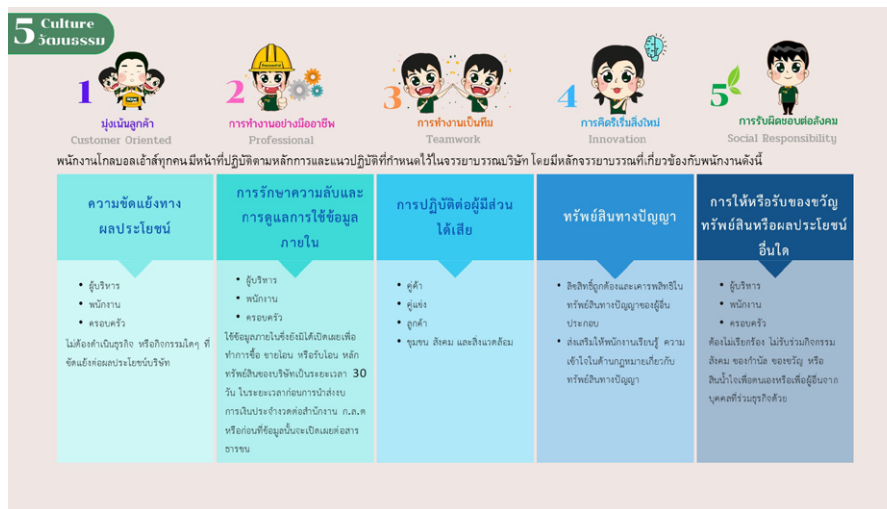 5 Culture
วัฒนธรรม
1
2
3
4
5
มุ่งเน้นลูกค้า
Customer Oriented
การทำงานอย่างมืออาชีพ
Professional
การทำงานเป็นทีม
Teamwork
การคิดริเริ่มสิ่งใหม่
Innovation
การรับผิดชอบต่อสังคม
Social Responsibility
พนักงานโกลบอลเฮ้าส์ทุกคนมีหน้าที่ปฏิบัติตามหลักการและแนวปฏิบัติที่กำหนดไว้ในจรรยาบรรณบริษัท โดยมีหลักจรรยาบรรณที่เกี่ยวข้องกับพนักงานดังนี้
ความขัดแย้งทาง
ผลประโยชน์
• ผู้บริหาร
• พนักงาน
• ครอบครัว
ไม่ต้องดำเนินธุรกิจ หรือกิจกรรมใดๆ ที่
ขัดแย้งต่อผลประโยชน์บริษัท
การรักษาความลับและ
การดูแลการใช้ข้อมูล
ภายใน
• ผู้บริหาร
• พนักงาน
• ครอบครัว
ใช้ข้อมูลภายในซึ่งยังมิได้เปิดเผยเพื่อ
ทำการซื้อ ขายโอน หรือรับโอน หลัก
ทรัพย์สินของบริษัทเป็นระยะเวลา 30
วัน ในระยะเวลาก่อนการนำส่งงบ
การเงินประจำงวดต่อสำนักงาน ก.ล.ต
หรือก่อนที่ข้อมูลนั้นจะเปิดเผยต่อสาร
ธารชน
การปฏิบัติต่อผู้มีส่วน
ได้เสีย
• คู่ค้า
• คู่แข่ง
• ลูกค้า
• ชุมชน สังคม และสิ่งแวดล้อม
ทรัพย์สินทางปัญญา
• ลิขสิทธิ์ถูกต้องและเคารพสิทธิใน
ทรัพย์สินทางปัญญาของผู้อื่น
ประกอบ
• ส่งเสริมให้พนักงานเรียนรู้ ความ
เข้าใจในด้านกฎหมายเกี่ยวกับ
ทรัพย์สินทางปัญญา
การให้หรือรับของขวัญ
ทรัพย์สินหรือผลประโยชน์
อื่นใด
• ผู้บริหาร
• พนักงาน
• ครอบครัว
ต้องไม่เรียกร้อง ไม่รับร่วมกิจกรรม
สังคม ของกำนัล ของขวัญ หรือ
สินน้ำใจเพื่อตนเองหรือเพื่อผู้อื่นจาก
บุคคลที่ร่วมธุรกิจด้วย